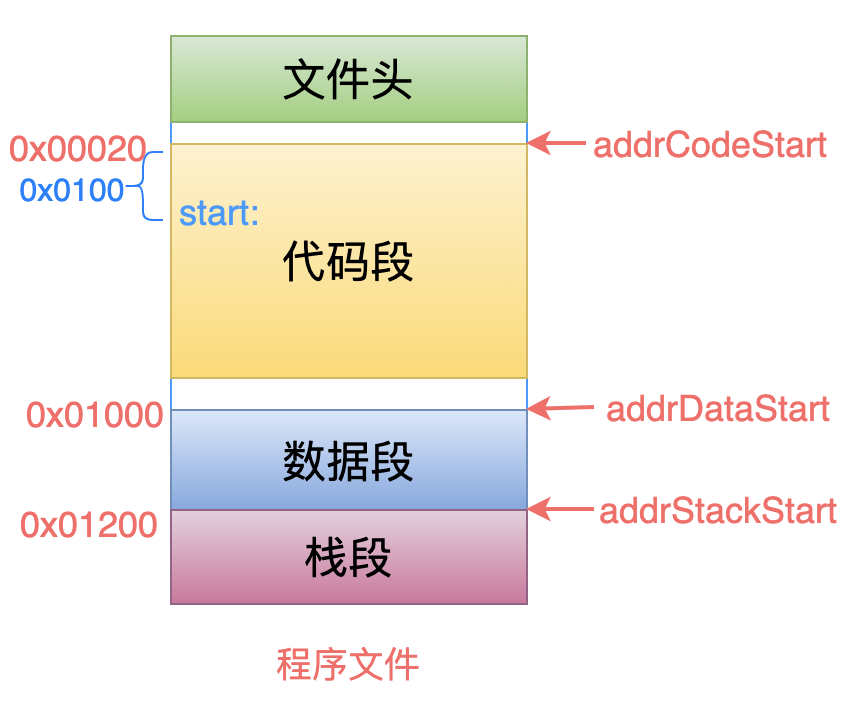 文件头
0x00020
addrCodeStart
0x0100
start:
代码段
0x01000
addrDataStart
数据段
0x01200
addrStackStart
栈段
程序文件